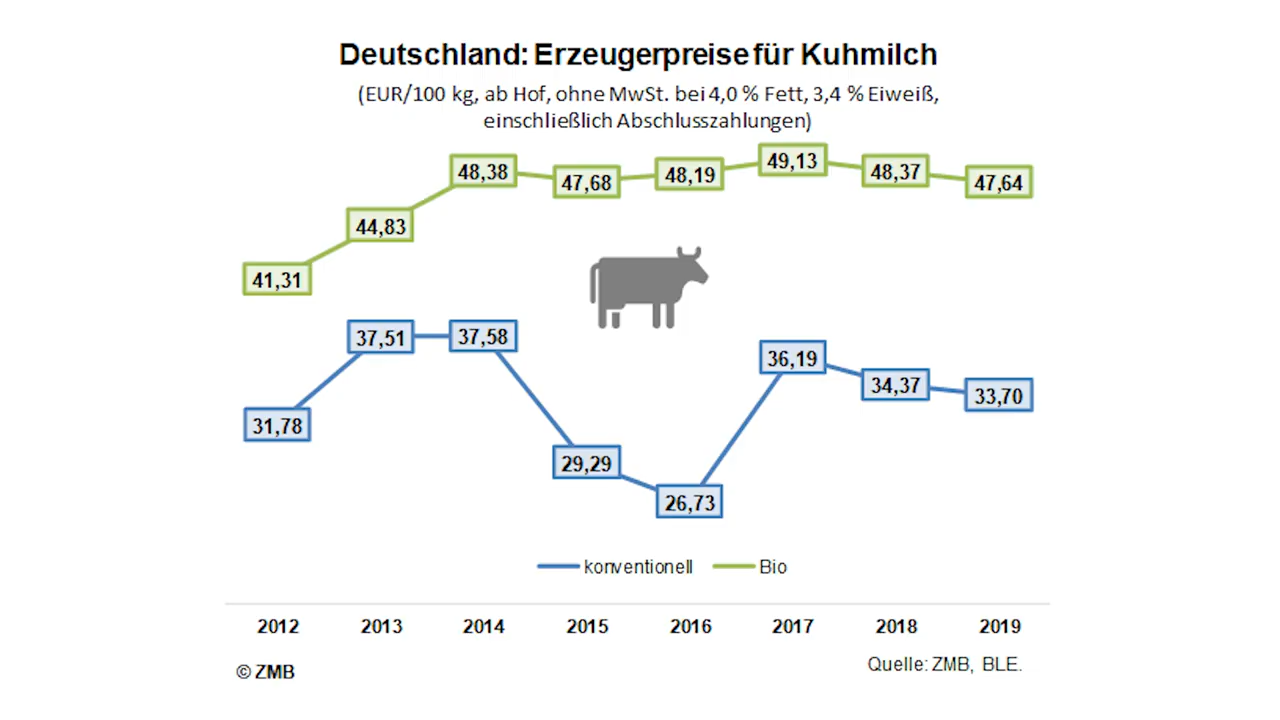 Deutschland: Erzeugerpreise für Kuhmilch
(EUR/100 kg, ab Hof, ohne MwSt. bei 4,0 % Fett, 3,4 % Eiweiß,
einschließlich Abschlusszahlungen)
41,31 44,83 48,38 47,68 48,19 49,13 48,37 47,64
31,78 37,51 37,58 29,29 26,73 36,19 34,37 33,70
konventionell Bio
2012 2013 2014 2015 2016 2017 2018 2019
© ZMB
Quelle: ZMB, BLE.